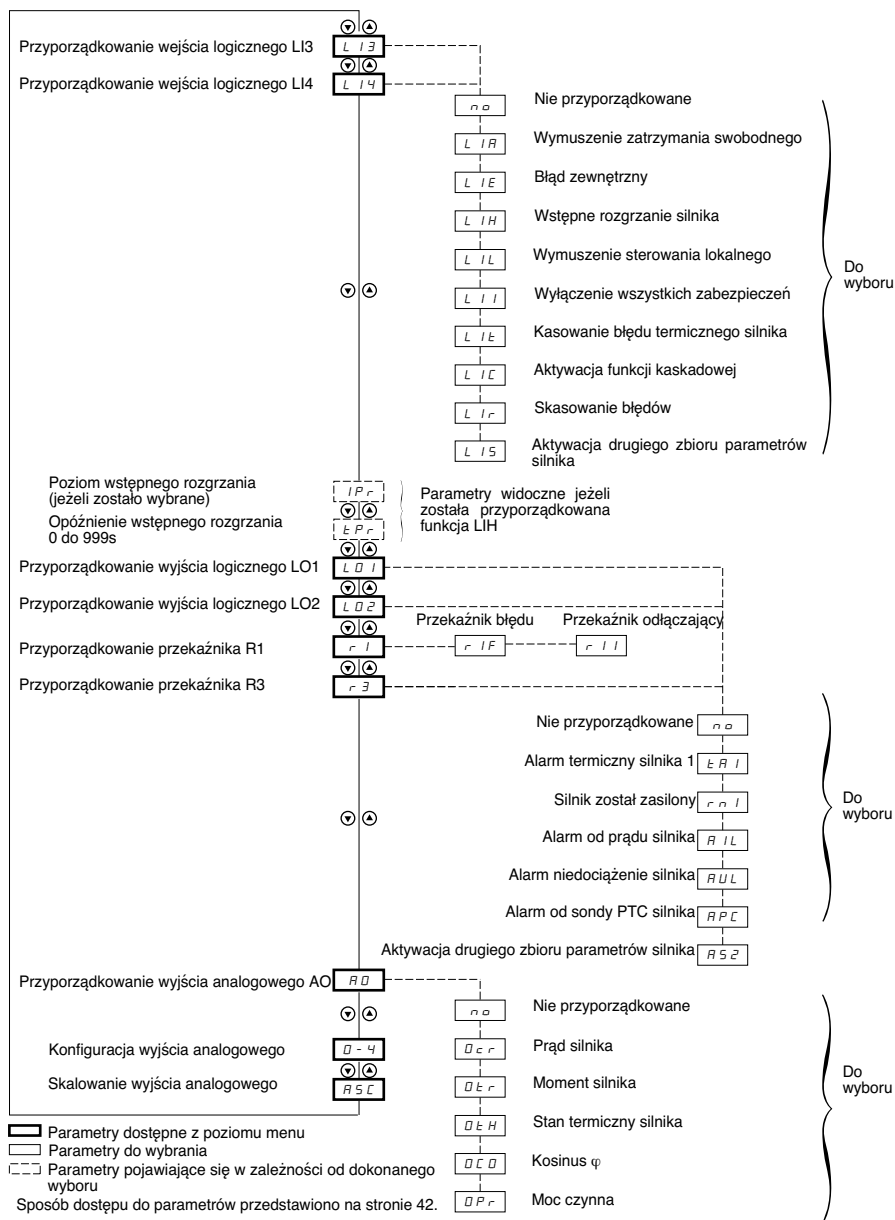 Przyporządkowanie wejścia logicznego LI3
LI3
Przyporządkowanie wejścia logicznego LI4
LI4
no
Nie przyporządkowane
LIA
Wymuszenie zatrzymania swobodnego
LIE
Błąd zewnętrzny
LIH
Wstępne rozgrzanie silnika
LIL
Wymuszenie sterowania lokalnego
LII
Wyłączenie wszystkich zabezpieczeń
LIt
Kasowanie błędu termicznego silnika
LIC
Aktywacja funkcji kaskadowej
LIr
Skasowanie błędów
LIS
Aktywacja drugiego zbioru parametrów
silnika
Do
wyboru
Poziom wstępnego rozgrzania
(jeżeli zostało wybrane)
IPr
Opóźnienie wstępnego rozgrzania
0 do 999s
tPr
Parametry widoczne jeżeli
została przyporządkowana
funkcja LIH
Przyporządkowanie wyjścia logicznego LO1
LO1
Przyporządkowanie wyjścia logicznego LO2
LO2
Przekaźnik błędu
Przekaźnik odłączający
Przyporządkowanie przekaźnika R1
r1
r1F
r1I
Przyporządkowanie przekaźnika R3
r3
Nie przyporządkowane
no
Alarm termiczny silnika 1
tA1
Silnik został zasilony
rn1
Alarm od prądu silnika
AIL
Alarm niedociążenie silnika
AUL
Alarm od sondy PTC silnika
APC
Aktywacja drugiego zbioru parametrów silnika
AS2
Do
wyboru
Przyporządkowanie wyjścia analogowego AO
AO
no
Nie przyporządkowane
Konfiguracja wyjścia analogowego
0-4
Ocr
Prąd silnika
Skalowanie wyjścia analogowego
ASC
Otr
Moment silnika
OtH
Stan termiczny silnika
OCO
Kosinus φ
OPr
Moc czynna
Do
wyboru
Parametry dostępne z poziomu menu
Parametry do wybrania
Parametry pojawiające się w zależności od dokonanego
wyboru
Sposób dostępu do parametrów przedstawiono na stronie 42.